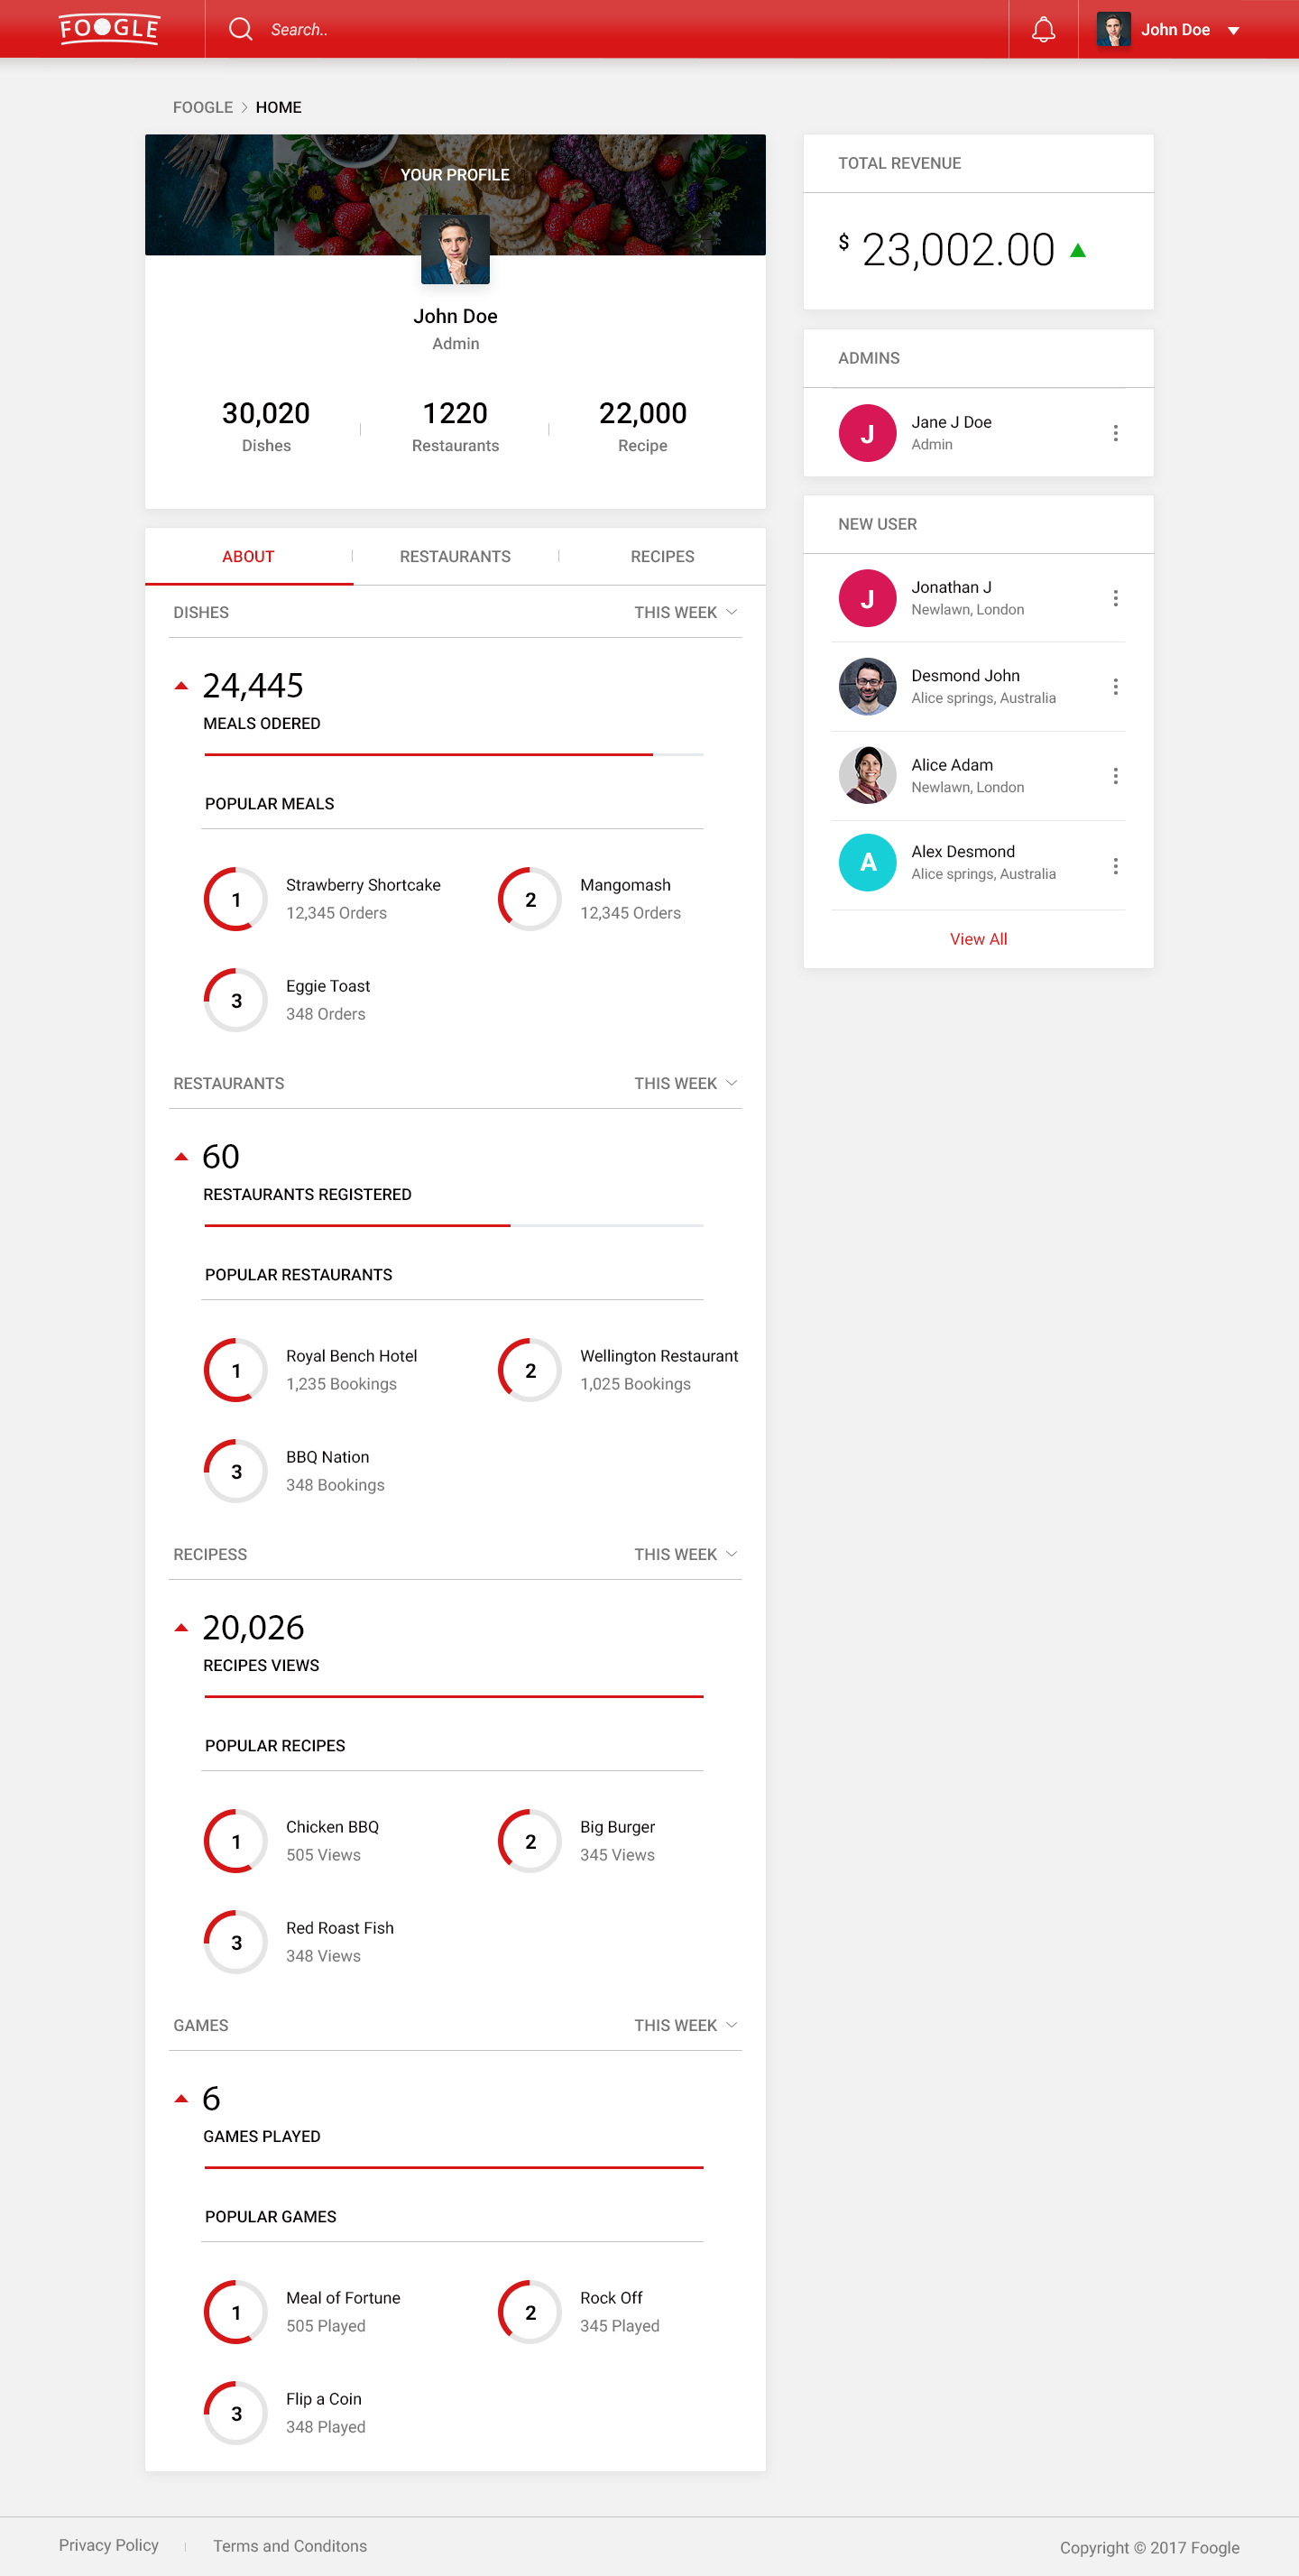 FOOGLE
Search..
John Doe
FOOGLE > HOME
YOUR PROFILE
John Doe
Admin
30,020
Dishes
1220
Restaurants
22,000
Recipe
ABOUT
RESTAURANTS
RECIPES
DISHES
THIS WEEK
24,445
MEALS ODERED
POPULAR MEALS
1
Strawberry Shortcake
12,345 Orders
2
Mangomash
12,345 Orders
3
Eggie Toast
348 Orders
RESTAURANTS
THIS WEEK
60
RESTAURANTS REGISTERED
POPULAR RESTAURANTS
1
Royal Bench Hotel
1,235 Bookings
2
Wellington Restaurant
1,025 Bookings
3
BBQ Nation
348 Bookings
RECIPESS
THIS WEEK
20,026
RECIPES VIEWS
POPULAR RECIPES
1
Chicken BBQ
505 Views
2
Big Burger
345 Views
3
Red Roast Fish
348 Views
GAMES
THIS WEEK
6
GAMES PLAYED
POPULAR GAMES
1
Meal of Fortune
505 Played
2
Rock Off
345 Played
3
Flip a Coin
348 Played
TOTAL REVENUE
$ 23,002.00
ADMINS
J
Jane J Doe
Admin
NEW USER
J
Jonathan J
Newlawn, London
Desmond John
Alice springs, Australia
Alice Adam
Newlawn, London
A
Alex Desmond
Alice springs, Australia
View All
Privacy Policy
Terms and Conditons
Copyright © 2017 Foogle